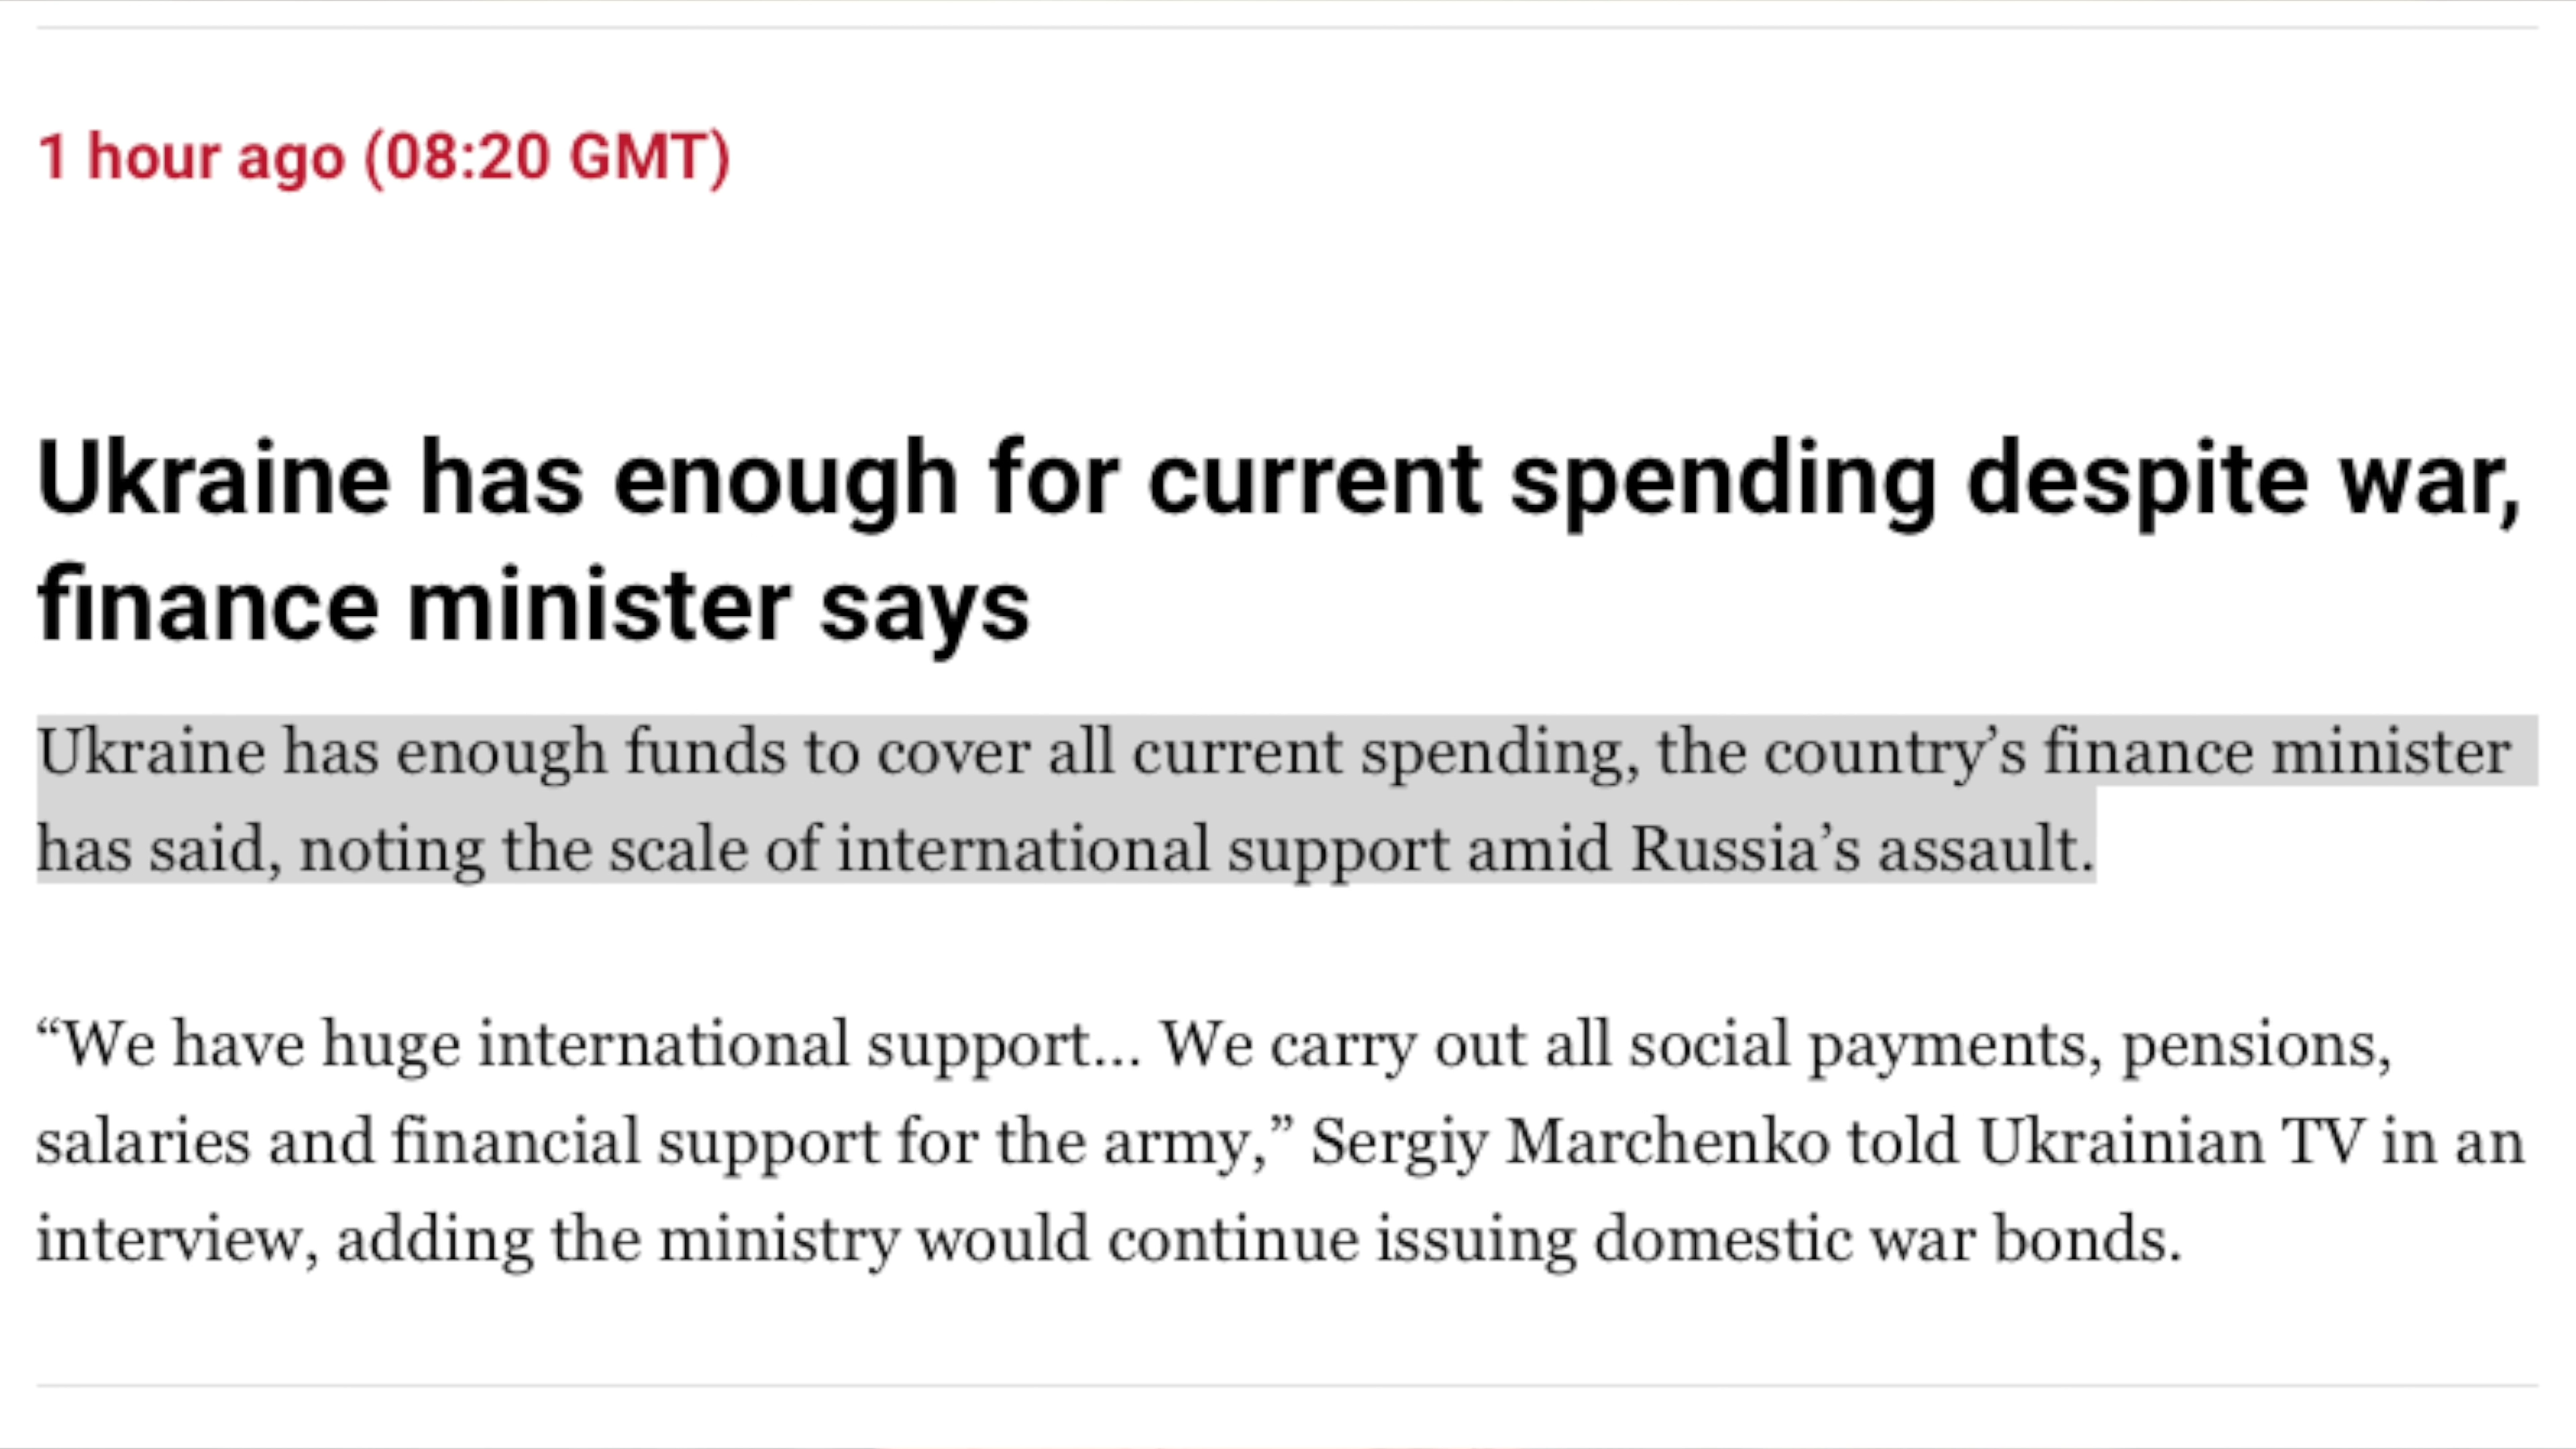 1 hour ago (08:20 GMT)
Ukraine has enough for current spending despite war,
finance minister says
Ukraine has enough funds to cover all current spending, the country’s finance minister
has said, noting the scale of international support amid Russia’s assault.
“We have huge international support... We carry out all social payments, pensions,
salaries and financial support for the army,” Sergiy Marchenko told Ukrainian TV in an
interview, adding the ministry would continue issuing domestic war bonds.